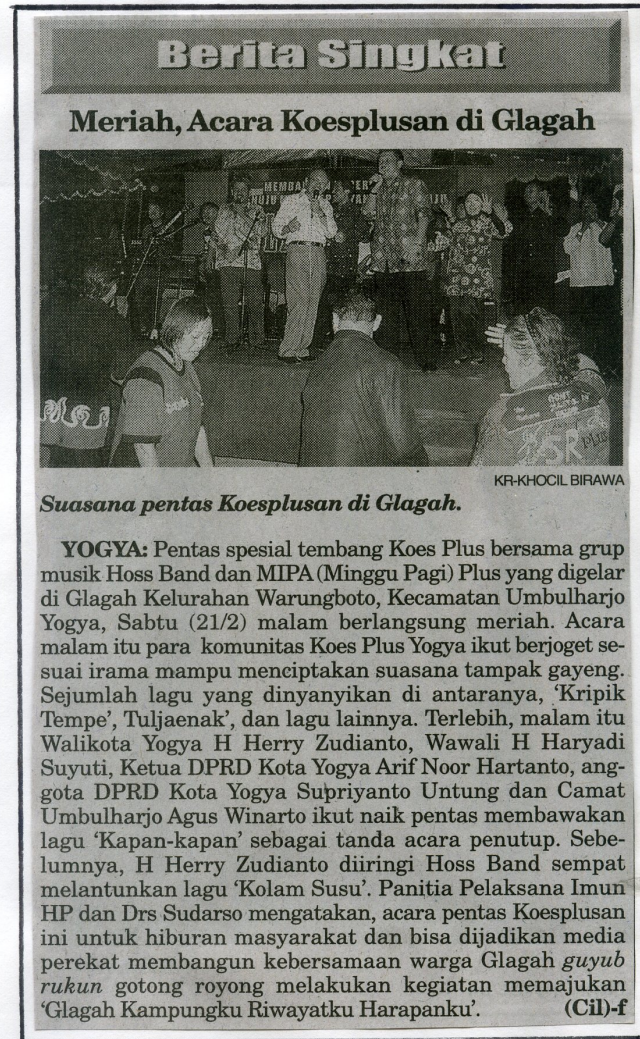 Berita Singkat
Meriah, Acara Koesplusan di Glagah
KR-KHOCIL BIRAWA
Suasana pentas Koesplusan di Glagah.
YOGYA: Pentas spesial tembang Koes Plus bersama grup
musik Hoss Band dan MIPA (Minggu Pagi) Plus yang digelar
di Glagah Kelurahan Warungboto, Kecamatan Umbulharjo
Yogya, Sabtu (21/2) malam berlangsung meriah. Acara
malam itu para komunitas Koes Plus Yogya ikut berjoget se-
suai irama mampu menciptakan suasana tampak gayeng.
Sejumlah lagu yang dinyanyikan di antaranya, 'Kripik
Tempe', Tuljaenak', dan lagu lainnya. Terlebih, malam itu
Walikota Yogya H Herry Zudianto, Wawali H Haryadi
Suyuti, Ketua DPRD Kota Yogya Arif Noor Hartanto, ang-
gota DPRD Kota Yogya Supriyanto Untung dan Camat
Umbulharjo Agus Winarto ikut naik pentas membawakan
lagu 'Kapan-kapan' sebagai tanda acara penutup. Sebe-
lumnya, H Herry Zudianto diiringi Hoss Band sempat
melantunkan lagu 'Kolam Susu'. Panitia Pelaksana Imun
HP dan Drs Sudarso mengatakan, acara pentas Koesplusan
ini untuk hiburan masyarakat dan bisa dijadikan media
perekat membangun kebersamaan warga Glagah guyub
rukun gotong royong melakukan kegiatan memajukan
'Glagah Kampungku Riwayatku Harapanku'. (Cil)-f